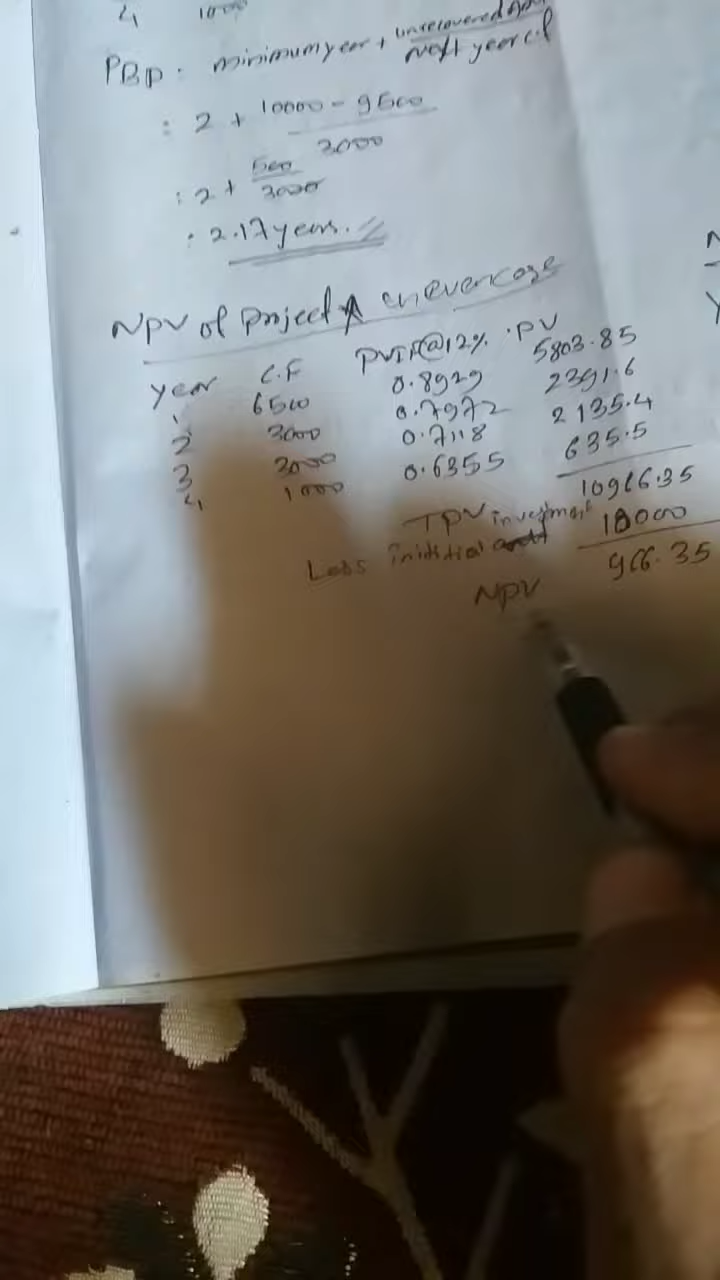 4 1000
PBP : minimum year + unrecovered
Next year c.f
: 2 + 10000 - 9500
3000
: 2 + 500
3000
: 2.17 years.
NPV of Project A unevencase
year C.F PVIF@12% PV
1 6500 0.8929 5803.85
2 3000 0.7972 2391.6
3 3000 0.7118 2135.4
4 1000 0.6355 635.5
10966.35
TPV
Less initial investment 10000
966.35
NPV
N
Y